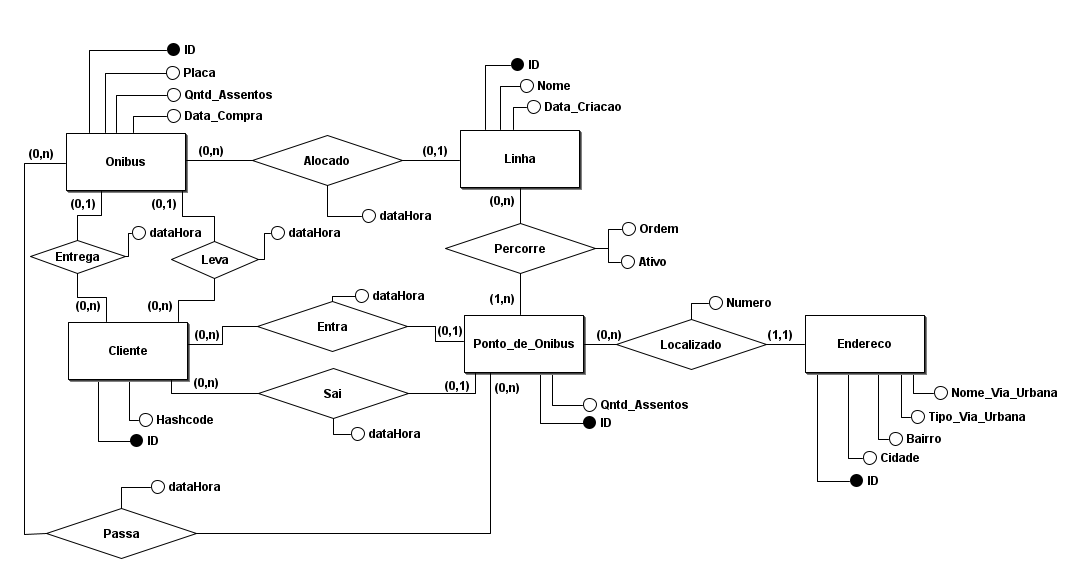 ID
Placa
Qntd_Assentos
Data_Compra
ID
Nome
Data_Criacao
(0,n)
Onibus
(0,n)
Alocado
(0,1)
Linha
(0,1)
(0,1)
dataHora
(0,n)
dataHora
dataHora
Entrega
Leva
Percorre
Ordem
Ativo
(0,n)
(0,n)
dataHora
(1,n)
Numero
Cliente
(0,n)
Entra
(0,1)
Ponto_de_Onibus
(0,n)
Localizado
(1,1)
Endereco
(0,n)
Sai
(0,1)
(0,n)
Hashcode
ID
dataHora
Qntd_Assentos
ID
Nome_Via_Urbana
Tipo_Via_Urbana
Bairro
Cidade
ID
dataHora
Passa